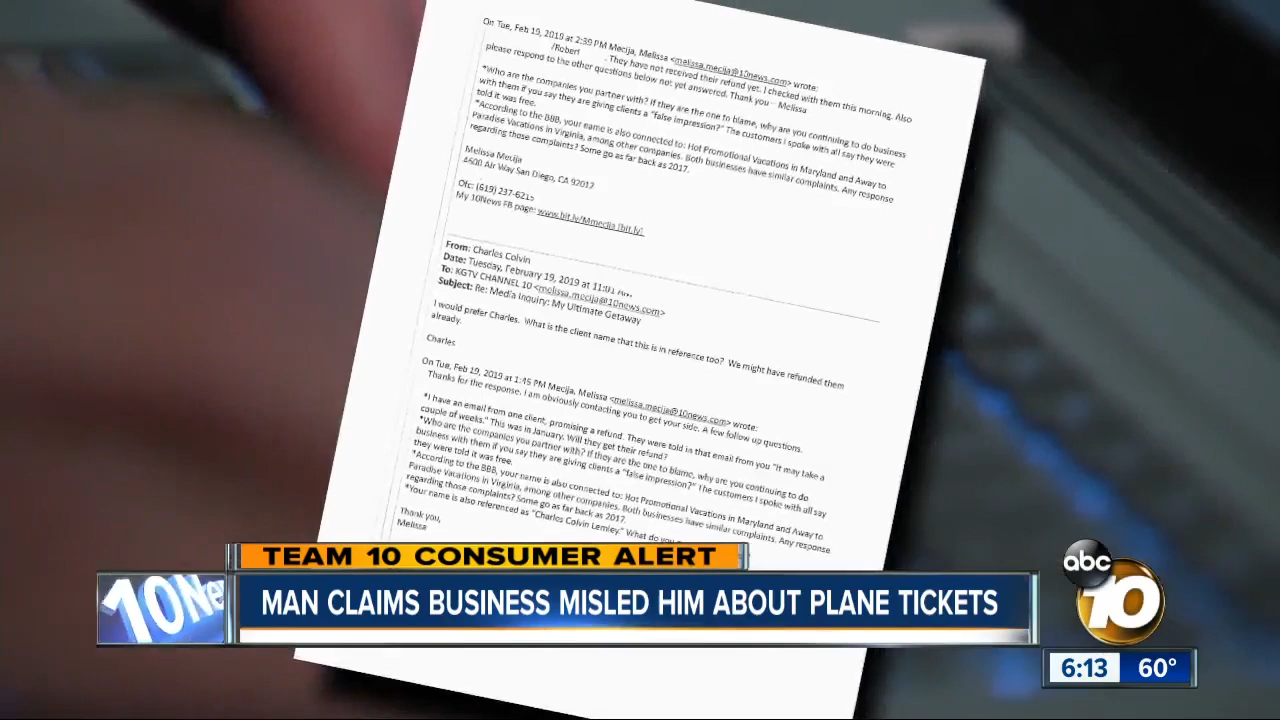 On Tue, Feb 19, 2019 at 2:39 PM Mecija, Melissa <melissa.mecija@10news.com> wrote:
/Robert . They have not received their refund yet. I checked with them this morning. Also
please respond to the other questions below not yet answered. Thank you – Melissa
*Who are the companies you partner with? If they are the one to blame, why are you continuing to do business
with them if you say they are giving clients a "false impression?" The customers I spoke with all say they were
told it was free.
*According to the BBB, your name is also connected to: Hot Promotional Vacations in Maryland and Away to
Paradise Vacations in Virginia, among other companies. Both businesses have similar complaints. Any response
regarding those complaints? Some go as far back as 2017.
Melissa Mecija
4600 Air Way San Diego, CA 92012
Ofc: (619) 237-6215
My 10News FB page: www.bit.ly/Mmecija [bit.ly]
From: Charles Colvin
Date: Tuesday, February 19, 2019 at 11:01
To: KGTV CHANNEL 10 <melissa.mecija@10news.com>
Subject: Re: Media Inquiry: My Ultimate Getaway
I would prefer Charles. What is the client name that this is in reference too? We might have refunded them
already.
Charles
On Tue, Feb 19, 2019 at 1:45 PM Mecija, Melissa <melissa.mecija@10news.com> wrote:
Thanks for the response. I am obviously contacting you to get your side. A few follow up questions.
*I have an email from one client, promising a refund. They were told in that email from you "It may take a
couple of weeks." This was in January. Will they get their refund?
*Who are the companies you partner with? If they are the one to blame, why are you continuing to do
business with them if you say they are giving clients a "false impression?" The customers I spoke with all say
they were told it was free.
*According to the BBB, your name is also connected to: Hot Promotional Vacations in Maryland and Away to
Paradise Vacations in Virginia, among other companies. Both businesses have similar complaints. Any response
regarding those complaints? Some go as far back as 2017.
*Your name is also referenced as "Charles Colvin Lemley." What do you
Thank you,
Melissa
TEAM 10 CONSUMER ALERT
10Ne
MAN CLAIMS BUSINESS MISLED HIM ABOUT PLANE TICKETS
abc
10
6:13 60°